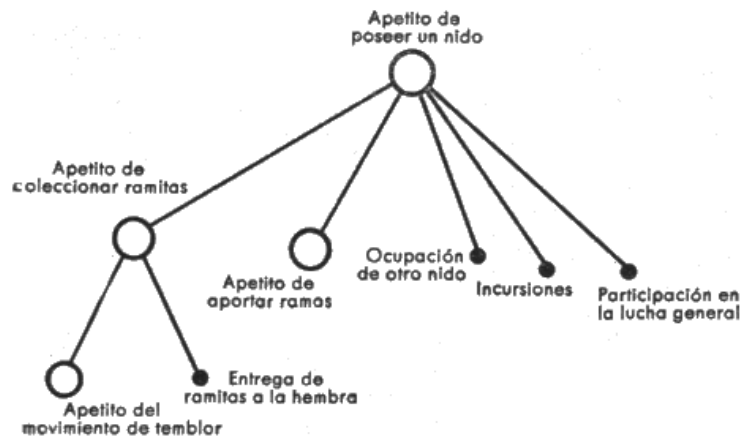 Apetito de
poseer un nido
Apetito de
coleccionar ramitas
Apetito de
aportar ramas
Ocupación
de otro nido
Incursiones
Participación en
la lucha general
Apetito del
movimiento de temblor
Entrega de
ramitas a la hembra